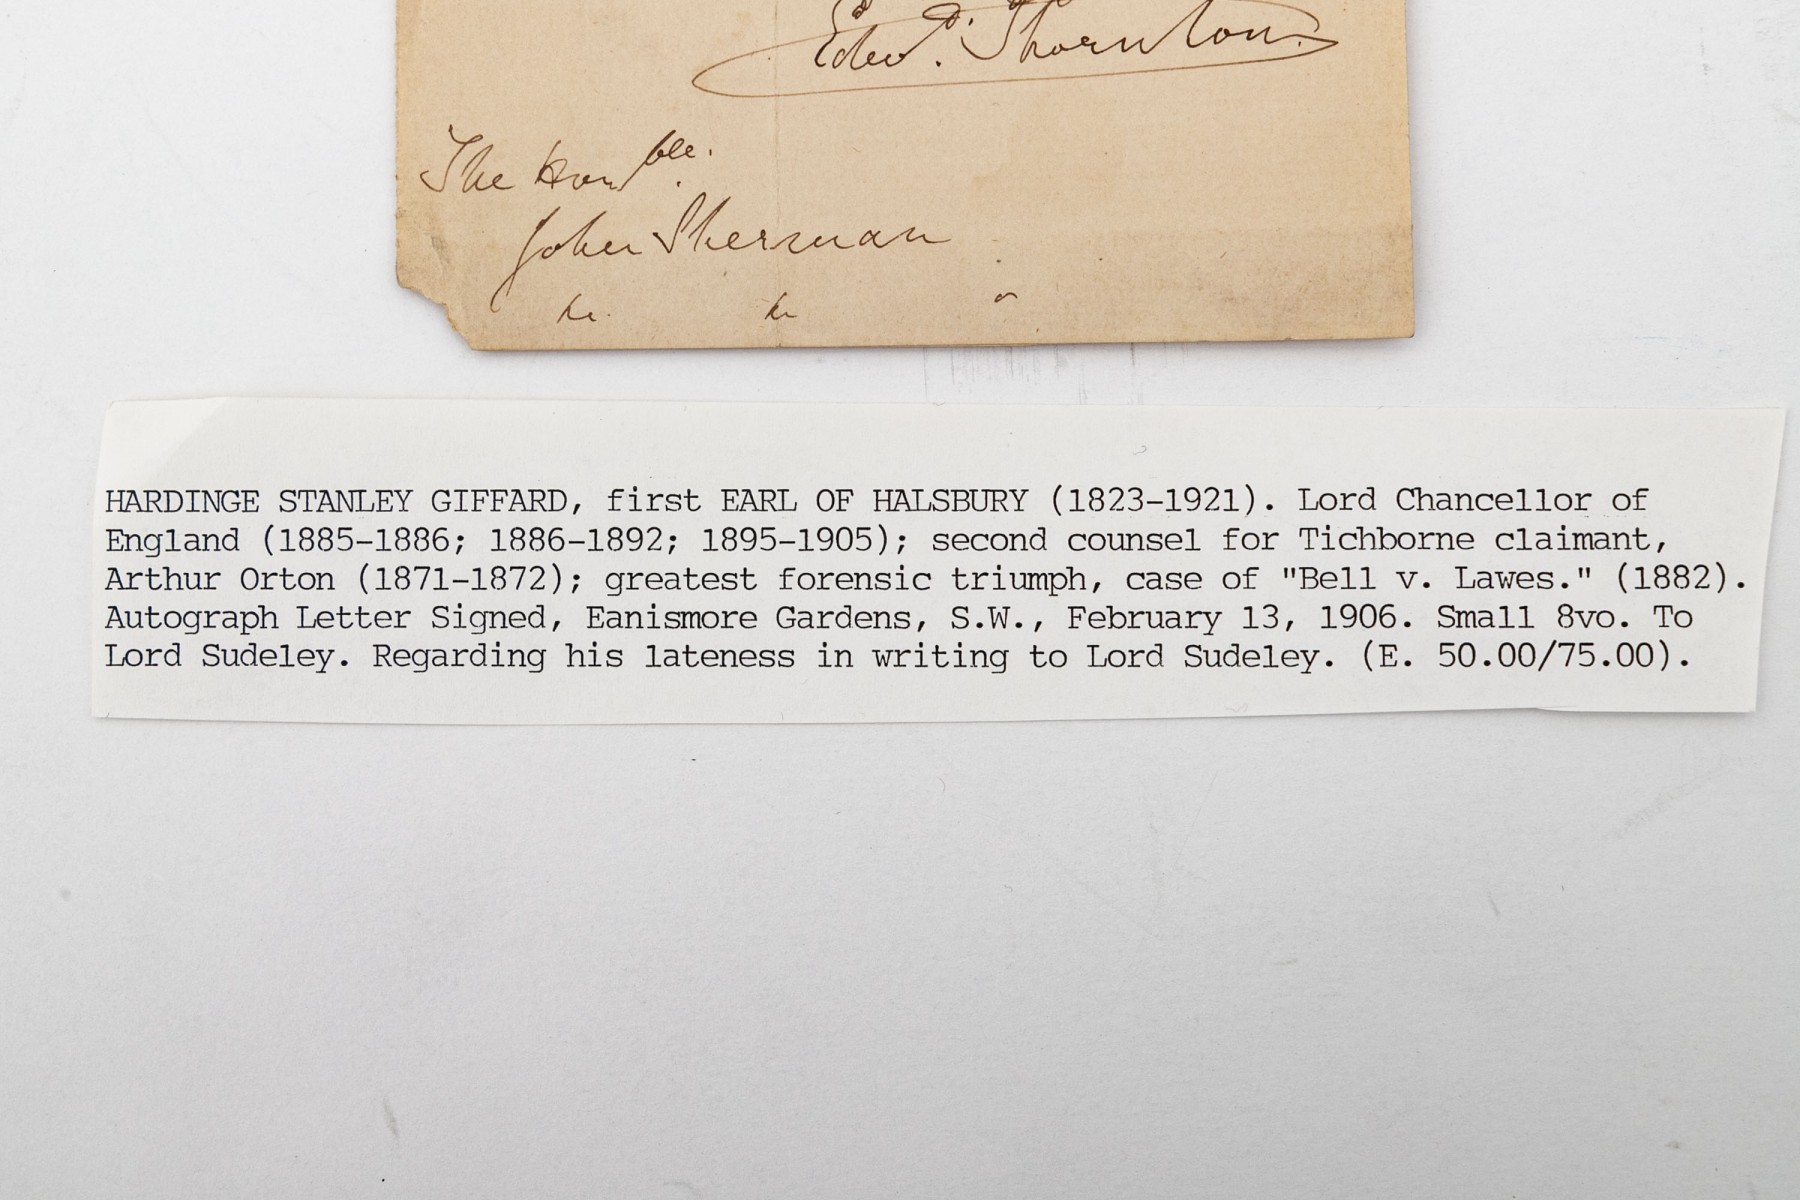 Edwd. Thornton
The Honble.
John Sherman
&c. &c
HARDINGE STANLEY GIFFARD, first EARL OF HALSBURY (1823-1921). Lord Chancellor of
England (1885-1886; 1886-1892; 1895-1905); second counsel for Tichborne claimant,
Arthur Orton (1871-1872); greatest forensic triumph, case of "Bell v. Lawes." (1882).
Autograph Letter Signed, Eanismore Gardens, S.W., February 13, 1906. Small 8vo. To
Lord Sudeley. Regarding his lateness in writing to Lord Sudeley. (E. 50.00/75.00).